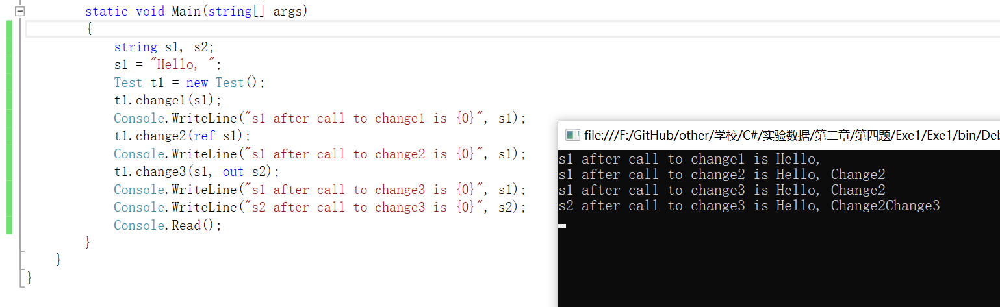 static void Main(string[] args)
{
string s1, s2;
s1 = "Hello, ";
Test t1 = new Test();
t1.change1(s1);
Console.WriteLine("s1 after call to change1 is {0}", s1);
t1.change2(ref s1);
Console.WriteLine("s1 after call to change2 is {0}", s1);
t1.change3(s1, out s2);
Console.WriteLine("s1 after call to change3 is {0}", s1);
Console.WriteLine("s2 after call to change3 is {0}", s2);
Console.Read();
}
}
}
file:///F:/GitHub/other/学校/C#/实验数据/第二章/第四题/Exe1/Exe1/bin/Deb
s1 after call to change1 is Hello,
s1 after call to change2 is Hello, Change2
s1 after call to change3 is Hello, Change2
s2 after call to change3 is Hello, Change2Change3